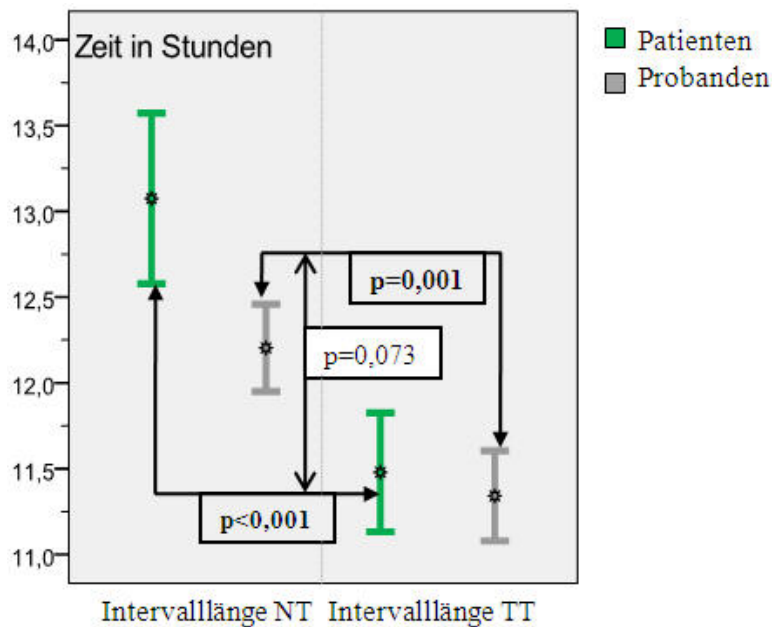 Zeit in Stunden
Patienten
Probanden
14,0
13,5
13,0
12,5
12,0
11,5
11,0
p=0,001
p=0,073
p<0,001
Intervalllänge NT Intervalllänge TT